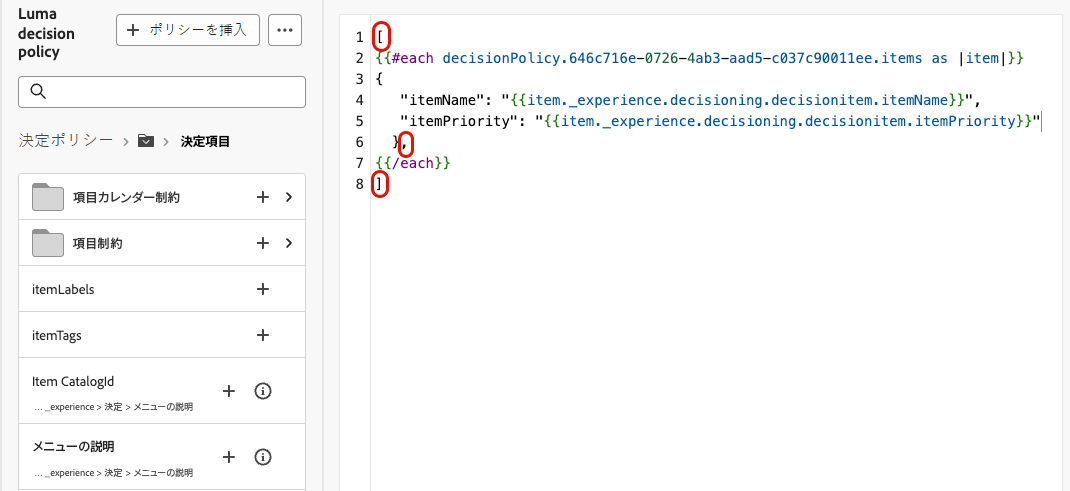 Luma
decision
policy
+ ポリシーを挿入
...
決定ポリシー > > 決定項目
項目カレンダー制約
項目制約
itemLabels
itemTags
Item CatalogId
... _experience > 決定 > メニューの説明
メニューの説明
... _experience > 決定 > メニューの説明
1 [
2 {{#each decisionPolicy.646c716e-0726-4ab3-aad5-c037c90011ee.items as |item|}}
3 {
4 "itemName": "{{item._experience.decisioning.decisionitem.itemName}}",
5 "itemPriority": "{{item._experience.decisioning.decisionitem.itemPriority}}"
6 },
7 {{/each}}
8 ]